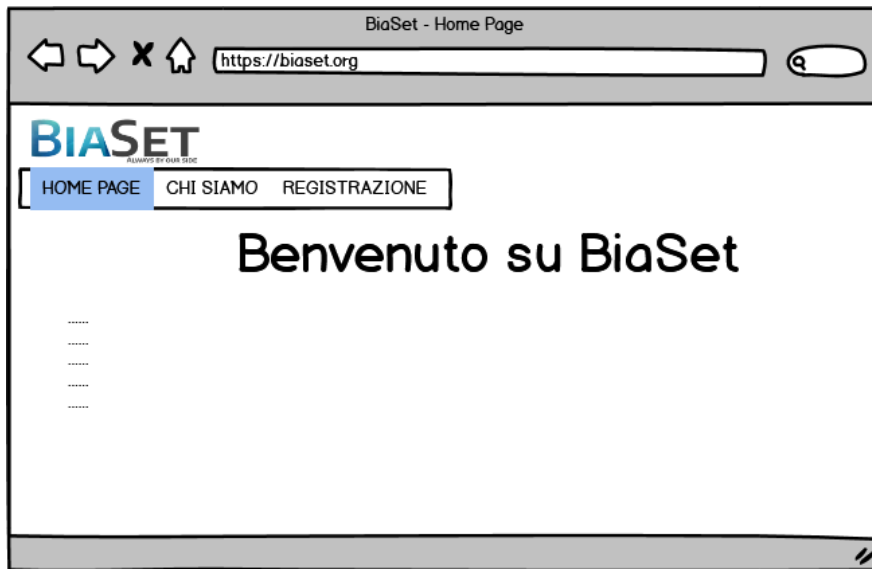 BiaSet - Home Page
https://biaset.org
BIASET
ALWAYS BY OUR SIDE
HOME PAGE CHI SIAMO REGISTRAZIONE
Benvenuto su BiaSet
......
......
......
......
......